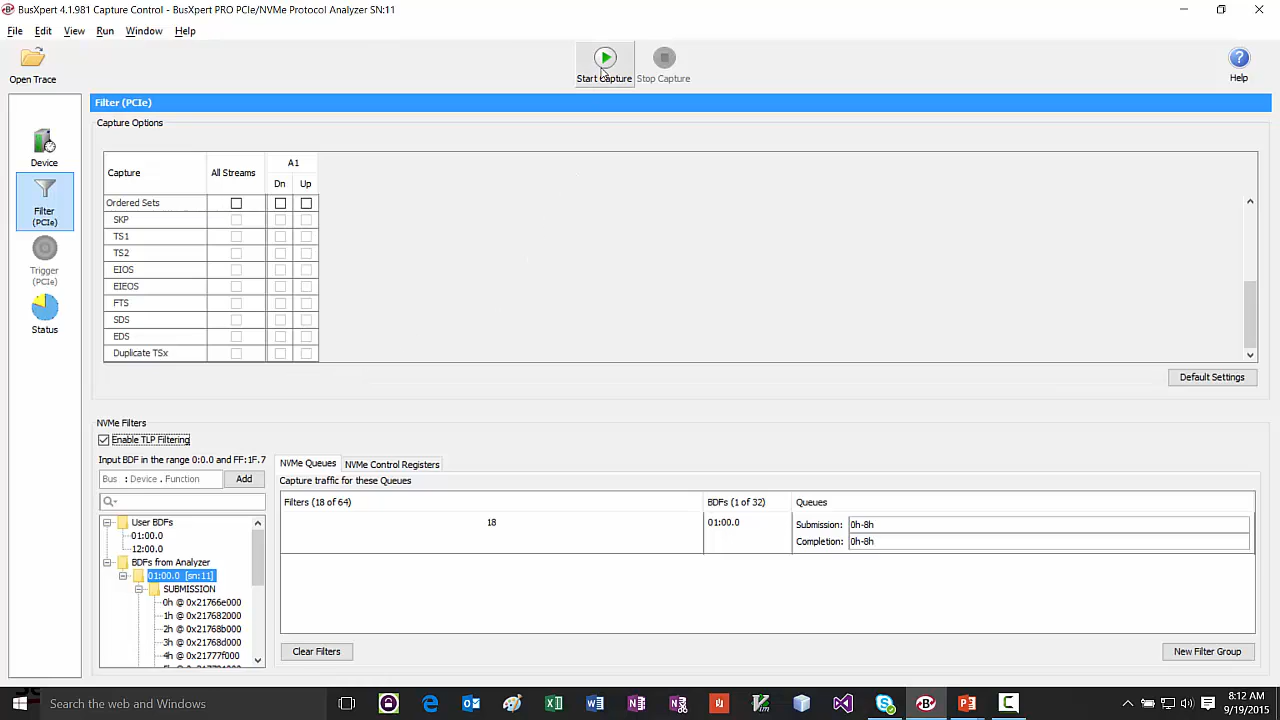 BusXpert 4.1.981 Capture Control - BusXpert PRO PCIe/NVMe Protocol Analyzer SN:11
File Edit View Run Window Help
Open Trace
Start Capture Stop Capture
Help
Device
Filter
(PCIe)
Trigger
(PCIe)
Status
Filter (PCIe)
Capture Options
Capture All Streams A1
Dn Up
Ordered Sets
SKP
TS1
TS2
EIOS
EIEOS
FTS
SDS
EDS
Duplicate TSx
Default Settings
NVMe Filters
Enable TLP Filtering
Input BDF in the range 0:0.0 and FF:1F.7
Bus : Device . Function Add
User BDFs
01:00.0
12:00.0
BDFs from Analyzer
01:00.0 [sn:11]
SUBMISSION
0h @ 0x21766e000
1h @ 0x217682000
2h @ 0x21768b000
3h @ 0x21768d000
4h @ 0x21777f000
NVMe Queues NVMe Control Registers
Capture traffic for these Queues
Filters (18 of 64) BDFs (1 of 32) Queues
18 01:00.0 Submission: 0h-8h
Completion: 0h-8h
Clear Filters New Filter Group
Search the web and Windows
8:12 AM
9/19/2015